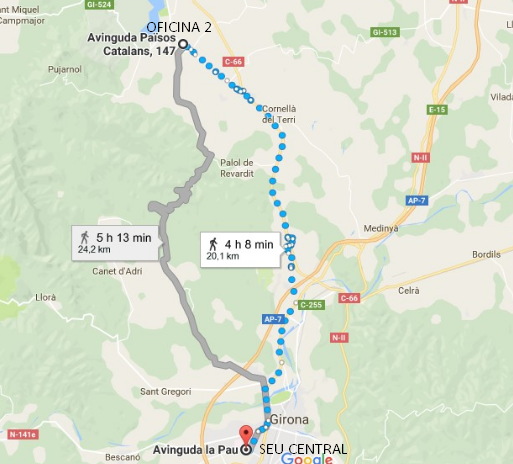 nt Miquel
Campmajor
GI-524
OFICINA 2
Avinguda Països
Catalans, 147
GI-513
C-66
Pujarnol
Cornellà
del Terri
Vilada
E-15
Palol de
Revardit
N-II
AP-7
5 h 13 min
24,2 km
4 h 8 min
20,1 km
Medinyà
Bordils
Canet d'Adri
Celrà
C-66
Llorà
C-255
AP-7
N-II
Sant Gregori
Girona
N-141e
Avinguda la Pau
SEU CENTRAL
Bescanó
Google